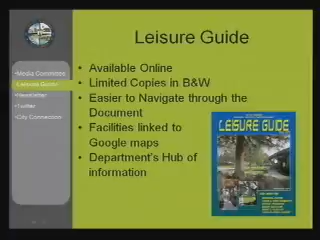 Leisure Guide
•Media Committee
•Leisure Guide
•Newsletter
•Twitter
•City Connection
• Available Online
• Limited Copies in B&W
• Easier to Navigate through the
Document
• Facilities linked to
Google maps
• Department's Hub of
information
LEISURE GUIDE